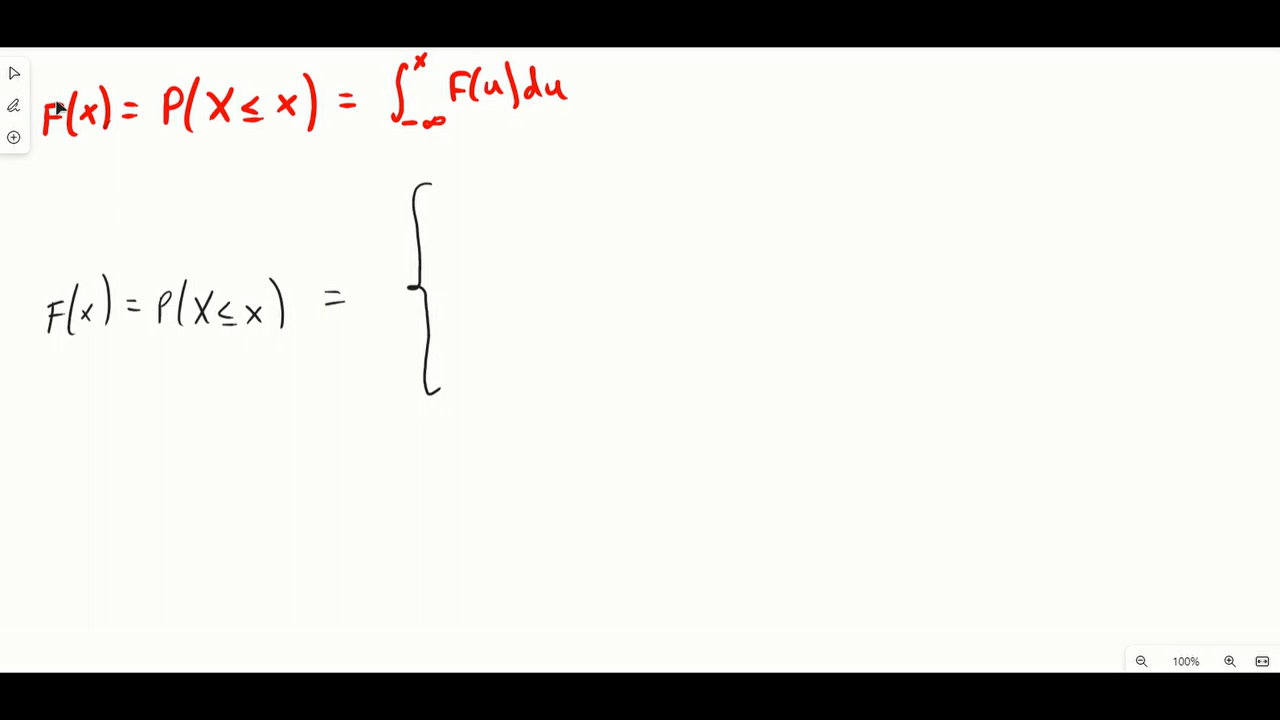 F(x) = P(X ≤ x) = ∫_{-∞}^{x} F(u) du
F(x) = P(X ≤ x) = {
100%